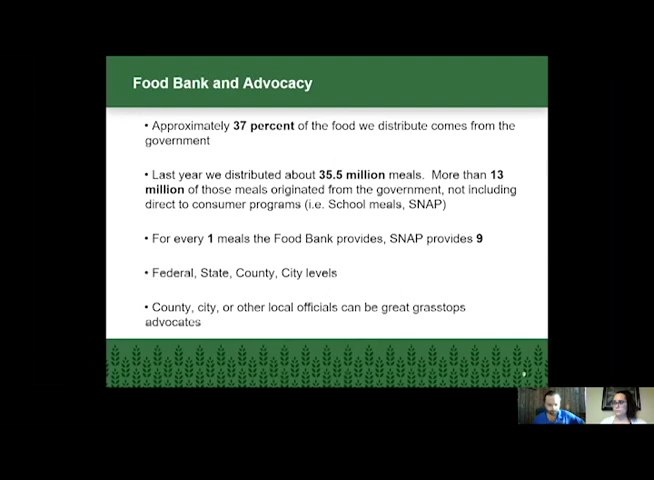 Food Bank and Advocacy
• Approximately 37 percent of the food we distribute comes from the
government
• Last year we distributed about 35.5 million meals. More than 13
million of those meals originated from the government, not including
direct to consumer programs (i.e. School meals, SNAP)
• For every 1 meals the Food Bank provides, SNAP provides 9
• Federal, State, County, City levels
• County, city, or other local officials can be great grasstops
advocates